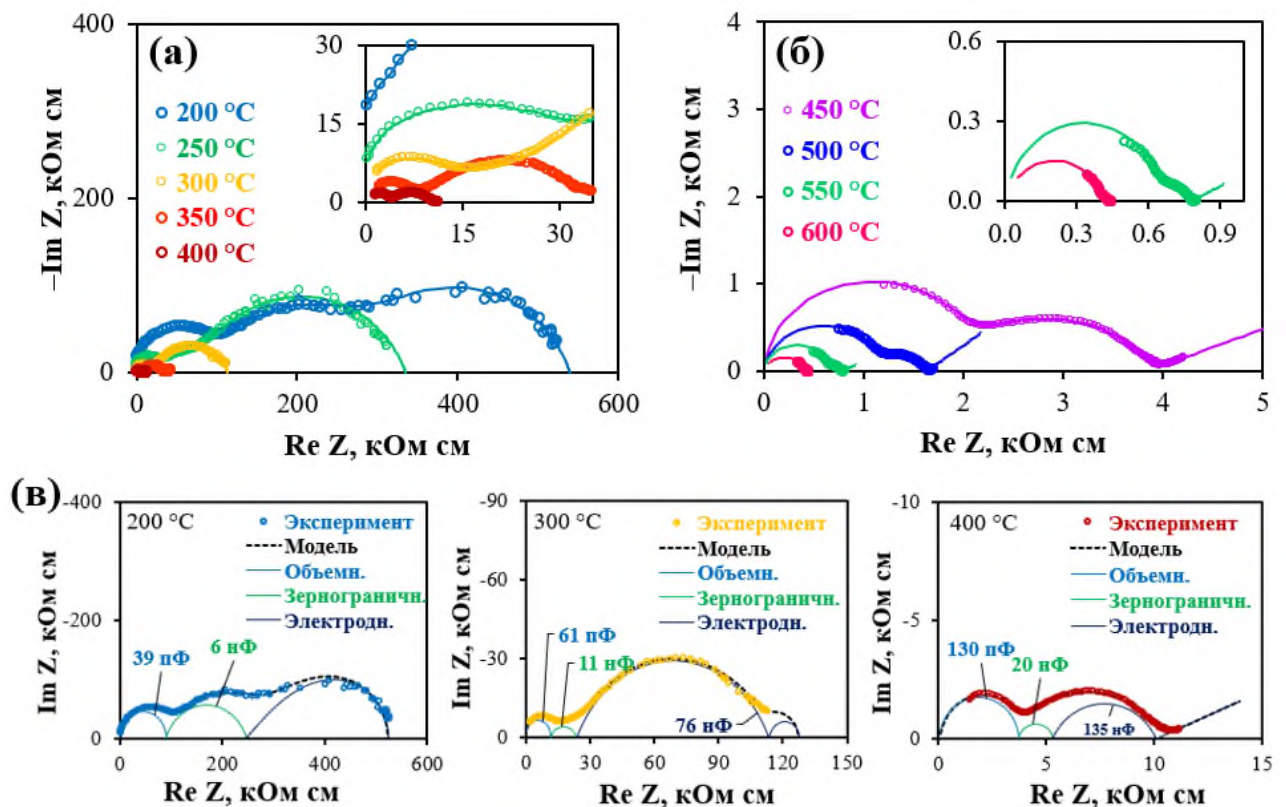 (а)
−Im Z, кОм см
400
200
0
200 °C
250 °C
300 °C
350 °C
400 °C
30
15
0
0 15 30
0 200 400 600
Re Z, кОм см
(б)
−Im Z, кОм см
4
3
2
1
0
450 °C
500 °C
550 °C
600 °C
0.6
0.3
0.0
0.0 0.3 0.6 0.9
0 1 2 3 4 5
Re Z, кОм см
(в)
Im Z, кОм см
-400
-200
0
200 °C
Эксперимент
Модель
Объемн.
Зернограничн.
Электродн.
39 пФ
6 нФ
0 200 400 600
Re Z, кОм см
Im Z, кОм см
-90
-60
-30
0
300 °C
Эксперимент
Модель
Объемн.
Зернограничн.
Электродн.
61 пФ
11 нФ
76 нФ
0 30 60 90 120 150
Re Z, кОм см
Im Z, кОм см
-10
-5
0
400 °C
Эксперимент
Модель
Объемн.
Зернограничн.
Электродн.
130 пФ
20 нФ
135 нФ
0 5 10 15
Re Z, кОм см